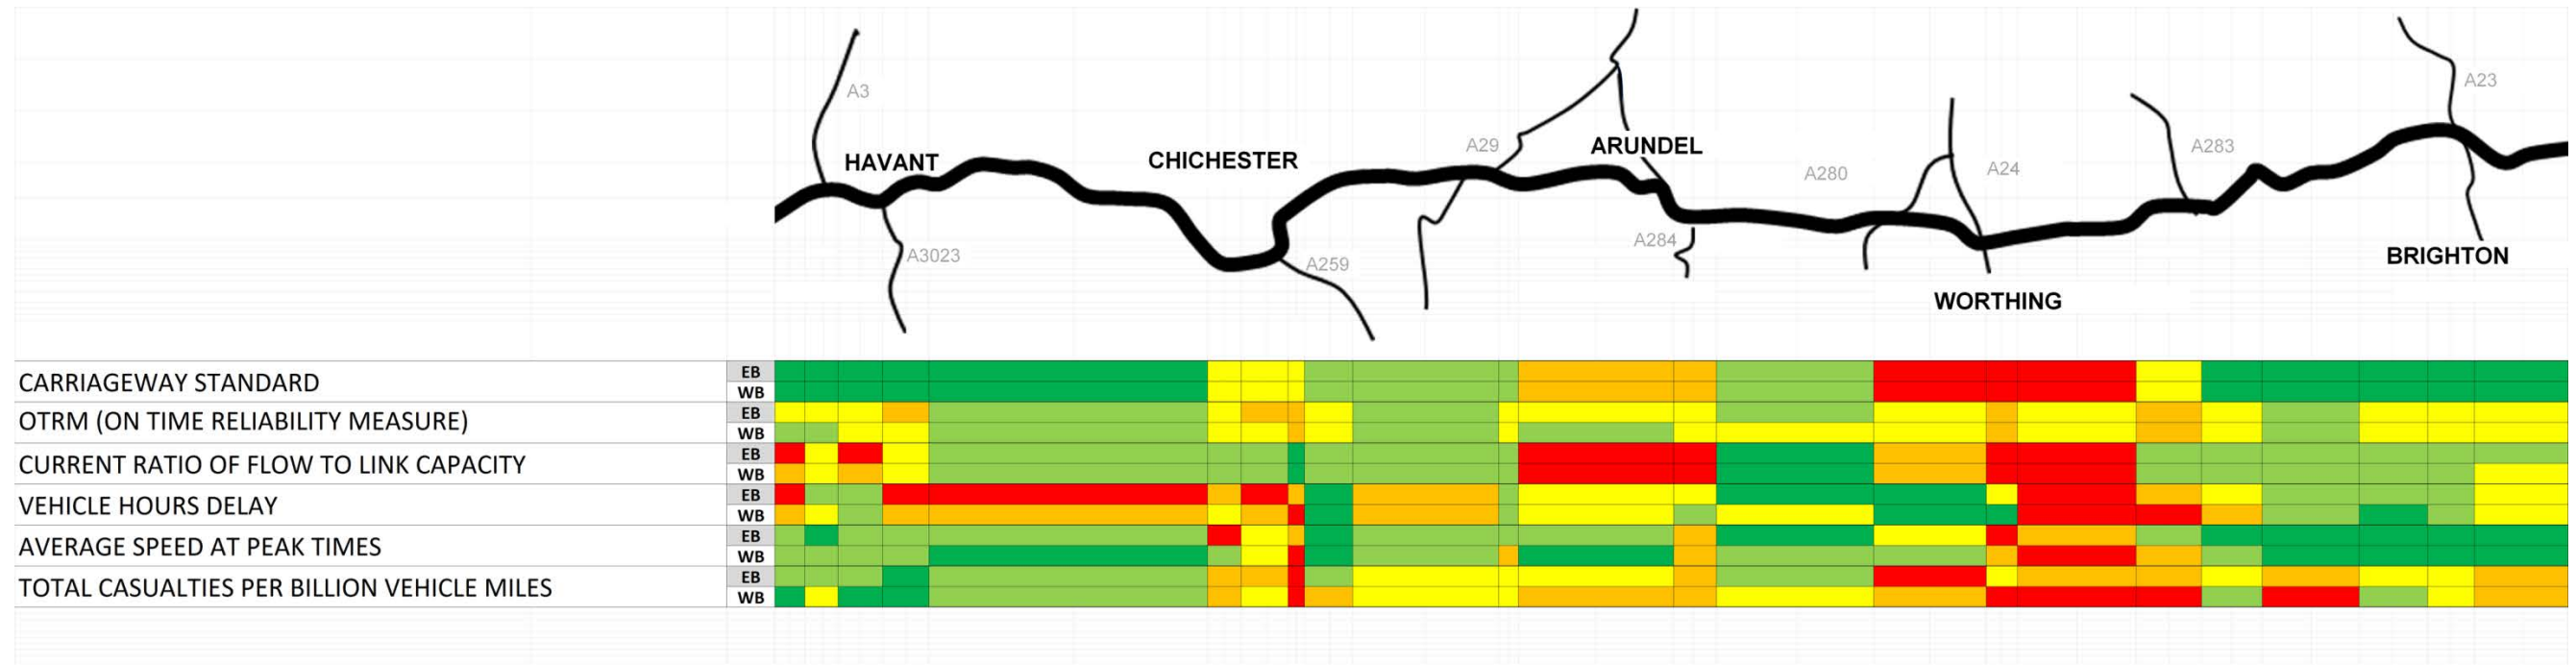 A3
A23
HAVANT
CHICHESTER
A29
ARUNDEL
A280
A24
A283
A3023
A259
A284
BRIGHTON
WORTHING
CARRIAGEWAY STANDARD
EB
WB
OTRM (ON TIME RELIABILITY MEASURE)
EB
WB
CURRENT RATIO OF FLOW TO LINK CAPACITY
EB
WB
VEHICLE HOURS DELAY
EB
WB
AVERAGE SPEED AT PEAK TIMES
EB
WB
TOTAL CASUALTIES PER BILLION VEHICLE MILES
EB
WB